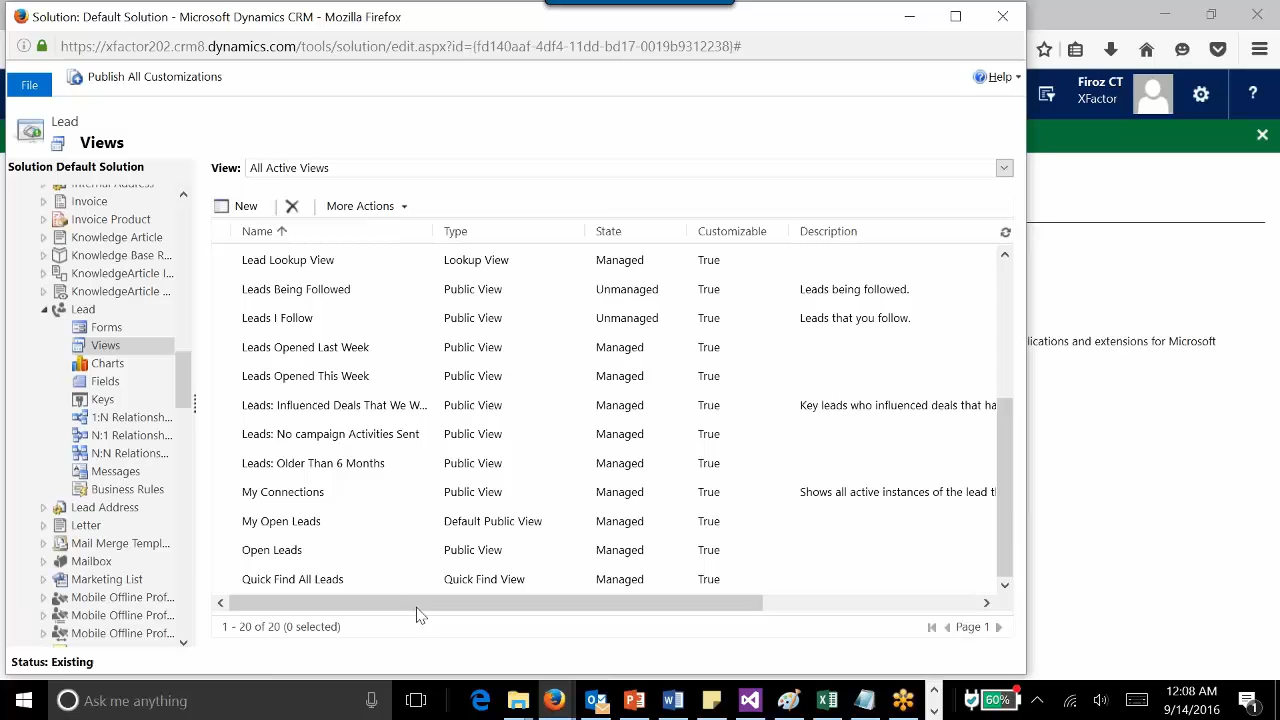 Solution: Default Solution - Microsoft Dynamics CRM - Mozilla Firefox
https://xfactor202.crm8.dynamics.com/tools/solution/edit.aspx?id={fd140aaf-4df4-11dd-bd17-0019b9312238}#
File
Publish All Customizations
Help
Firoz CT
XFactor
?
Lead
Views
Solution Default Solution
Internal Address
Invoice
Invoice Product
Knowledge Article
Knowledge Base R...
KnowledgeArticle I...
KnowledgeArticle ...
Lead
Forms
Views
Charts
Fields
Keys
1:N Relationsh...
N:1 Relationsh...
N:N Relations...
Messages
Business Rules
Lead Address
Letter
Mail Merge Templ...
Mailbox
Marketing List
Mobile Offline Prof...
Mobile Offline Prof...
Mobile Offline Prof...
View: All Active Views
New More Actions
Name Type State Customizable Description
Lead Lookup View Lookup View Managed True
Leads Being Followed Public View Unmanaged True Leads being followed.
Leads I Follow Public View Unmanaged True Leads that you follow.
Leads Opened Last Week Public View Managed True
Leads Opened This Week Public View Managed True
Leads: Influenced Deals That We W... Public View Managed True Key leads who influenced deals that ha
Leads: No campaign Activities Sent Public View Managed True
Leads: Older Than 6 Months Public View Managed True
My Connections Public View Managed True Shows all active instances of the lead t
My Open Leads Default Public View Managed True
Open Leads Public View Managed True
Quick Find All Leads Quick Find View Managed True
1 - 20 of 20 (0 selected)
Page 1
lications and extensions for Microsoft
Status: Existing
Ask me anything
60%
12:08 AM
9/14/2016
1